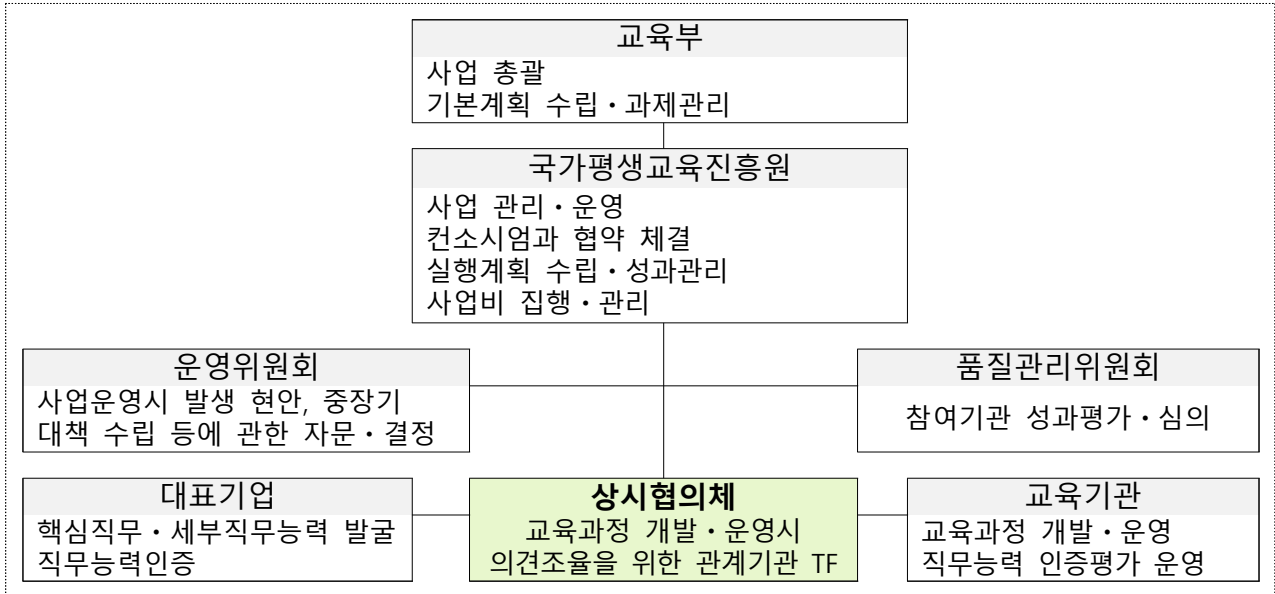 교육부
사업 총괄
기본계획 수립・과제관리
국가평생교육진흥원
사업 관리・운영
컨소시엄과 협약 체결
실행계획 수립・성과관리
사업비 집행・관리
운영위원회
사업운영시 발생 현안, 중장기
대책 수립 등에 관한 자문・결정
품질관리위원회
참여기관 성과평가・심의
대표기업
핵심직무・세부직무능력 발굴
직무능력인증
상시협의체
교육과정 개발・운영시
의견조율을 위한 관계기관 TF
교육기관
교육과정 개발・운영
직무능력 인증평가 운영